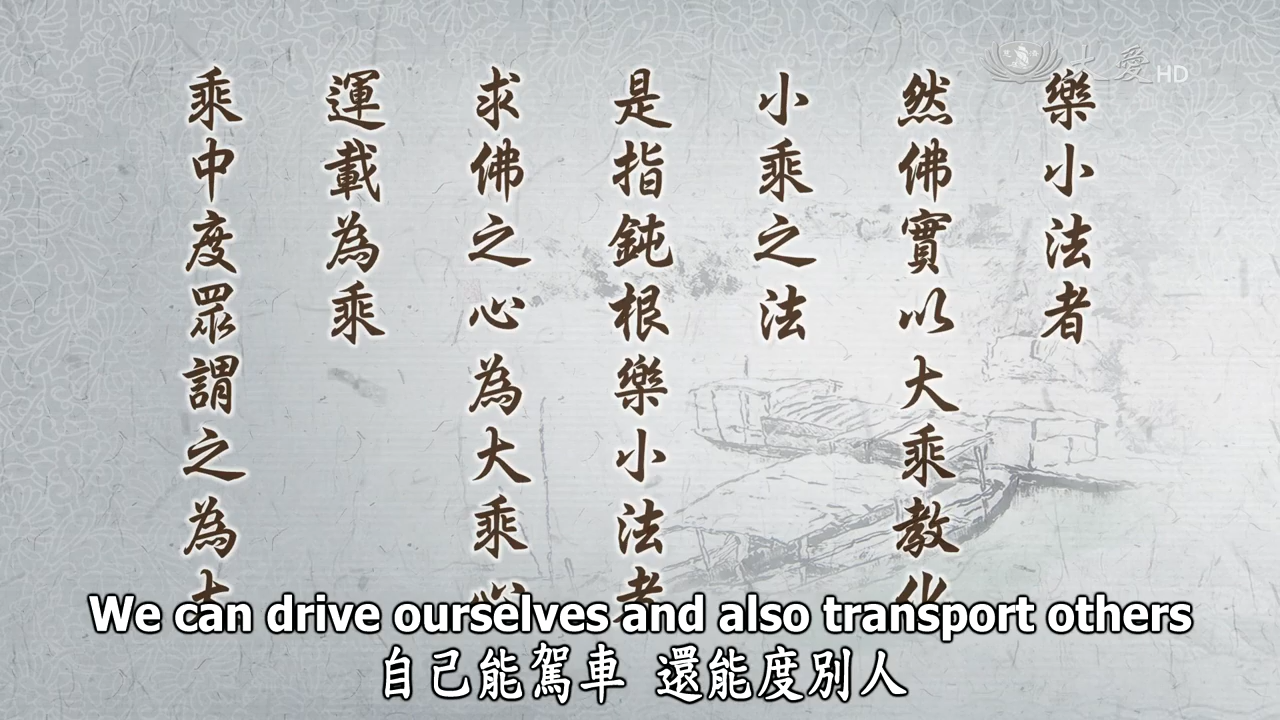 樂小法者
然佛實以大乘教化
小乘之法
是指鈍根樂小法者
求佛之心為大乘心
運載為乘
乘中度眾謂之為大
大愛HD
We can drive ourselves and also transport others
自己能駕車 還能度別人